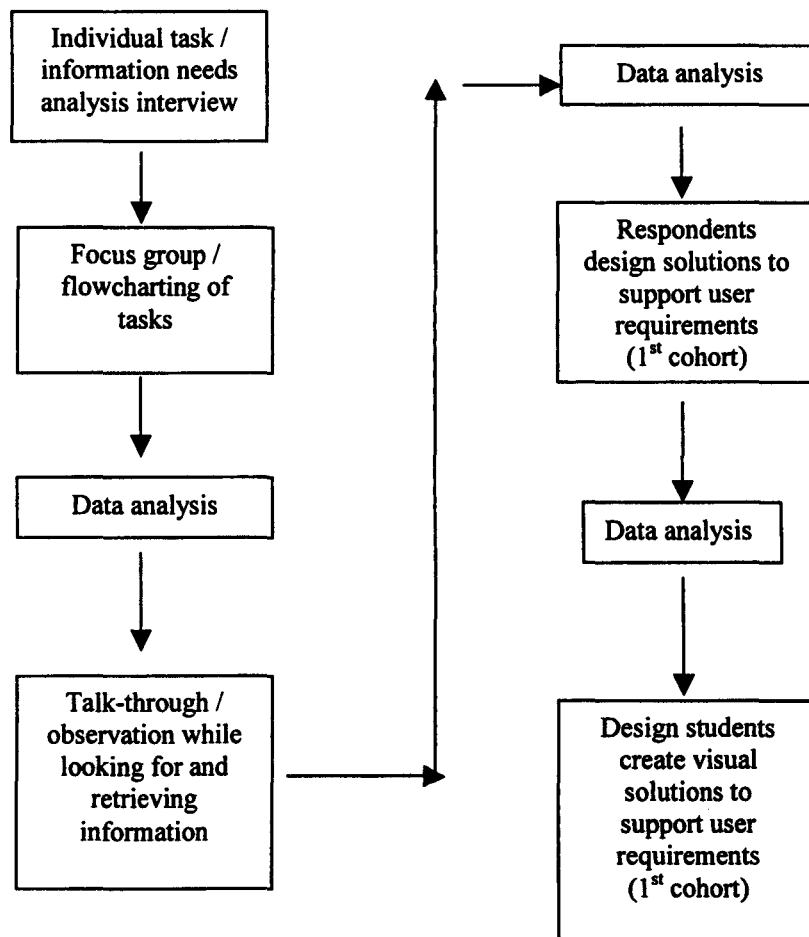 Individual task /
information needs
analysis interview
Focus group /
flowcharting of
tasks
Data analysis
Talk-through /
observation while
looking for and
retrieving
information
Data analysis
Respondents
design solutions to
support user
requirements
(1st cohort)
Data analysis
Design students
create visual
solutions to
support user
requirements
(1st cohort)